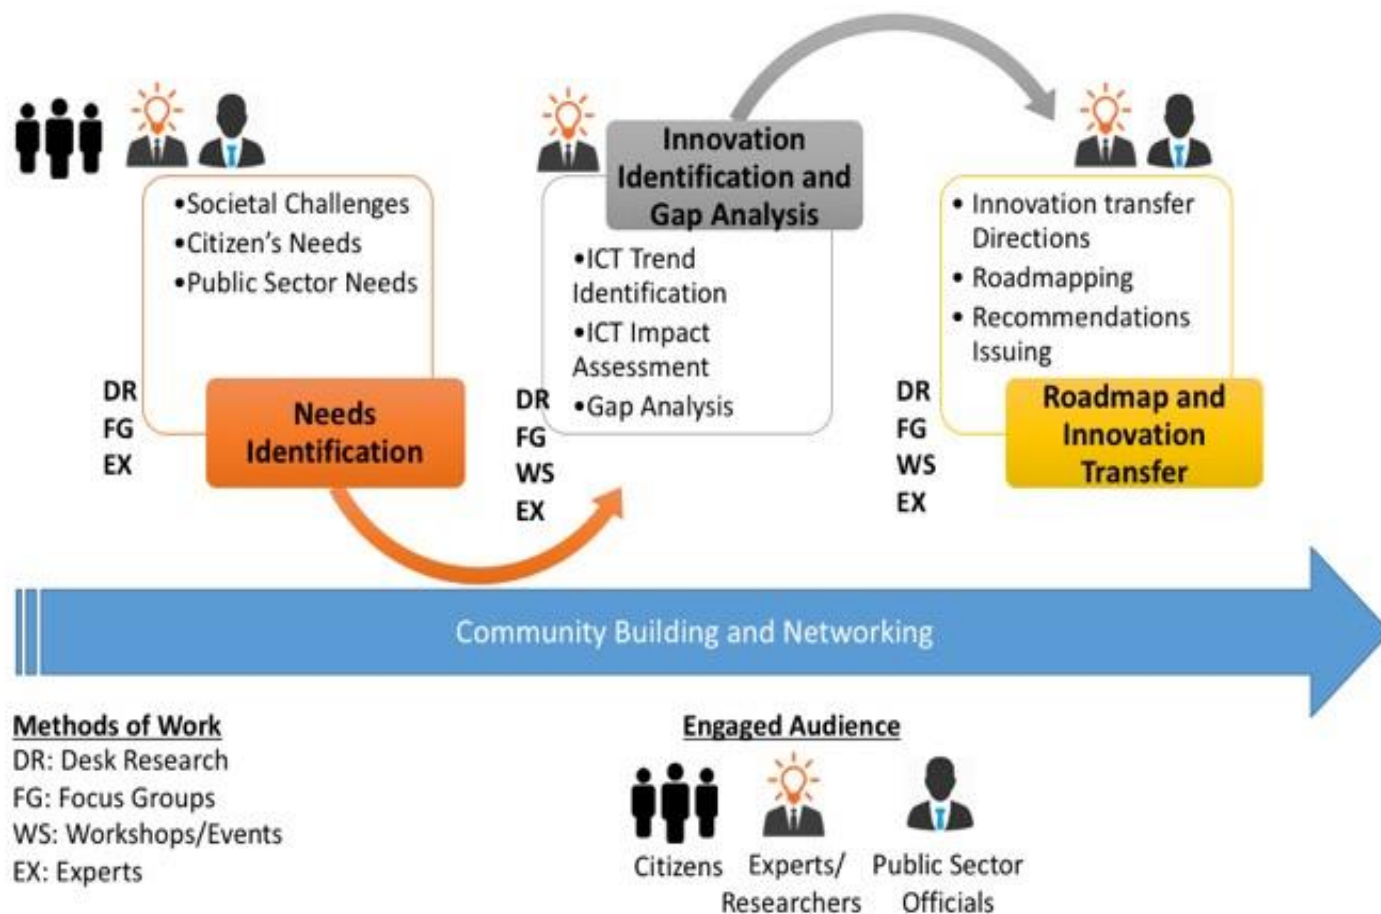 •Societal Challenges
•Citizen's Needs
•Public Sector Needs
DR
FG
EX
Needs
Identification
Innovation
Identification and
Gap Analysis
•ICT Trend
Identification
•ICT Impact
Assessment
•Gap Analysis
DR
FG
WS
EX
• Innovation transfer
Directions
• Roadmapping
• Recommendations
Issuing
DR
FG
WS
EX
Roadmap and
Innovation
Transfer
Community Building and Networking
Methods of Work
DR: Desk Research
FG: Focus Groups
WS: Workshops/Events
EX: Experts
Engaged Audience
Citizens
Experts/
Researchers
Public Sector
Officials